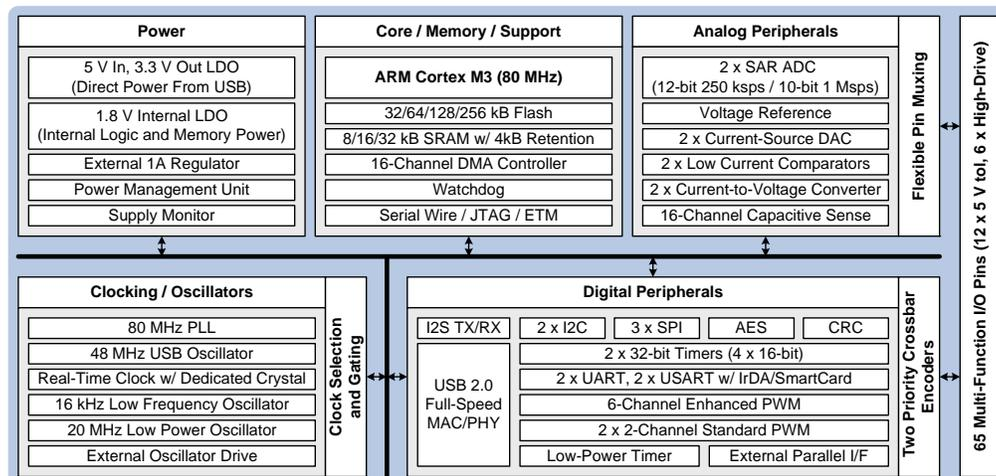 Power
5 V In, 3.3 V Out LDO
(Direct Power From USB)
1.8 V Internal LDO
(Internal Logic and Memory Power)
External 1A Regulator
Power Management Unit
Supply Monitor
Core / Memory / Support
ARM Cortex M3 (80 MHz)
32/64/128/256 kB Flash
8/16/32 kB SRAM w/ 4kB Retention
16-Channel DMA Controller
Watchdog
Serial Wire / JTAG / ETM
Analog Peripherals
2 x SAR ADC
(12-bit 250 ksps / 10-bit 1 Msps)
Voltage Reference
2 x Current-Source DAC
2 x Low Current Comparators
2 x Current-to-Voltage Converter
16-Channel Capacitive Sense
Flexible Pin Muxing
65 Multi-Function I/O Pins (12 x 5 V tol, 6 x High-Drive)
Clocking / Oscillators
80 MHz PLL
48 MHz USB Oscillator
Real-Time Clock w/ Dedicated Crystal
16 kHz Low Frequency Oscillator
20 MHz Low Power Oscillator
External Oscillator Drive
Clock Selection
and Gating
Digital Peripherals
I2S TX/RX
2 x I2C
3 x SPI
AES
CRC
USB 2.0
Full-Speed
MAC/PHY
2 x 32-bit Timers (4 x 16-bit)
2 x UART, 2 x USART w/ IrDA/SmartCard
6-Channel Enhanced PWM
2 x 2-Channel Standard PWM
Low-Power Timer
External Parallel I/F
Two Priority Crossbar
Encoders